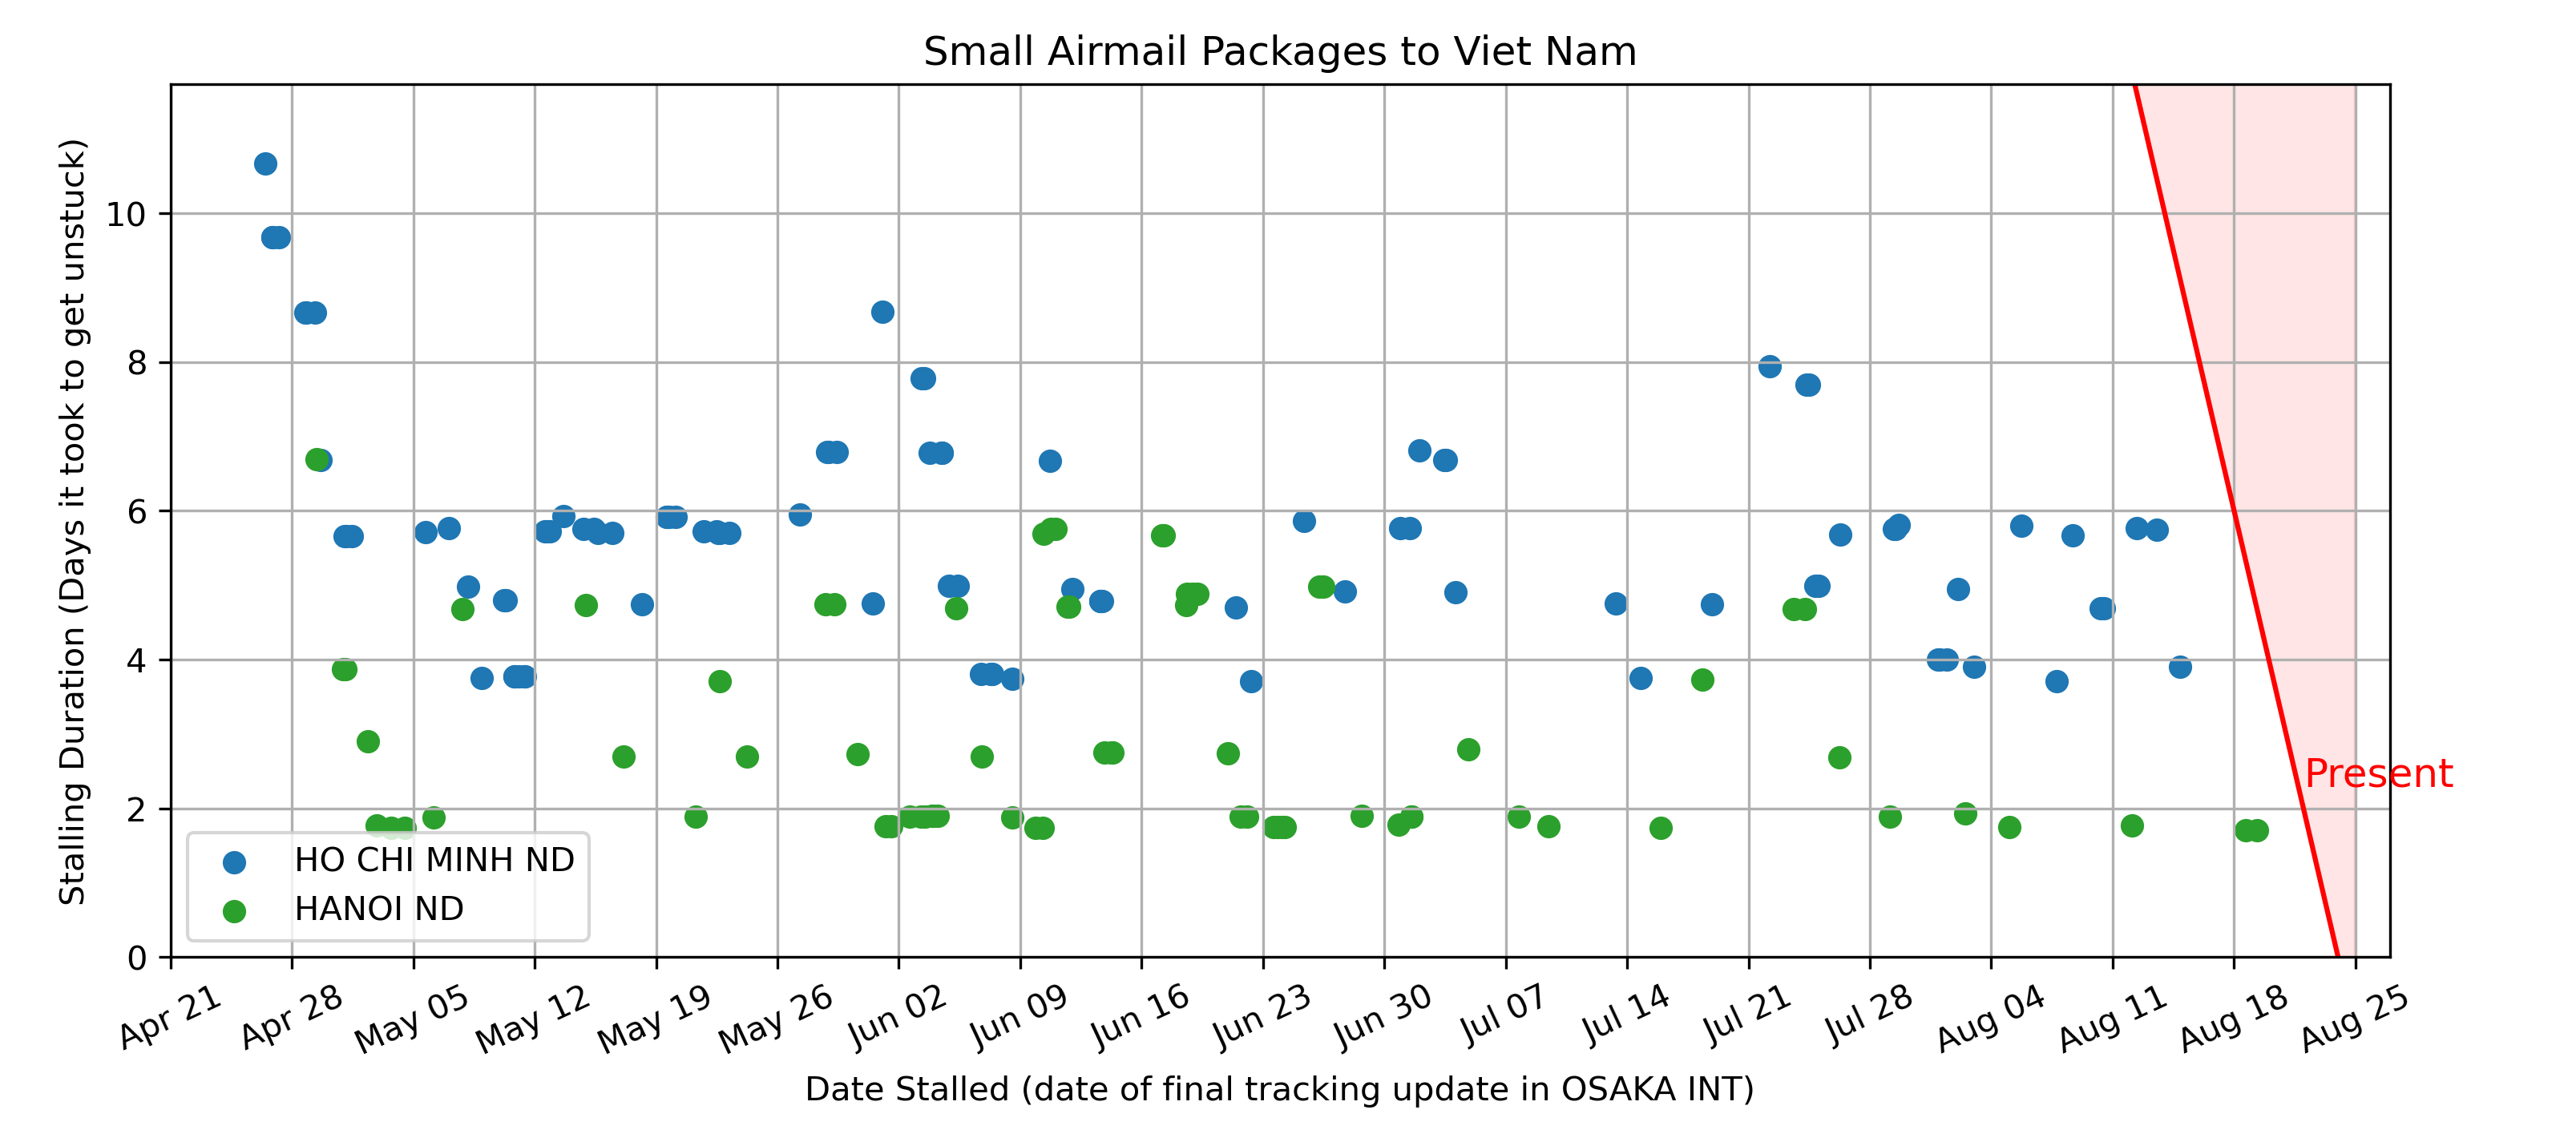 Small Airmail Packages to Viet Nam
Stalling Duration (Days it took to get unstuck)
10
8
6
4
2
0
Present
HO CHI MINH ND
HANOI ND
Apr 21
Apr 28
May 05
May 12
May 19
May 26
Jun 02
Jun 09
Jun 16
Jun 23
Jun 30
Jul 07
Jul 14
Jul 21
Jul 28
Aug 04
Aug 11
Aug 18
Aug 25
Date Stalled (date of final tracking update in OSAKA INT)